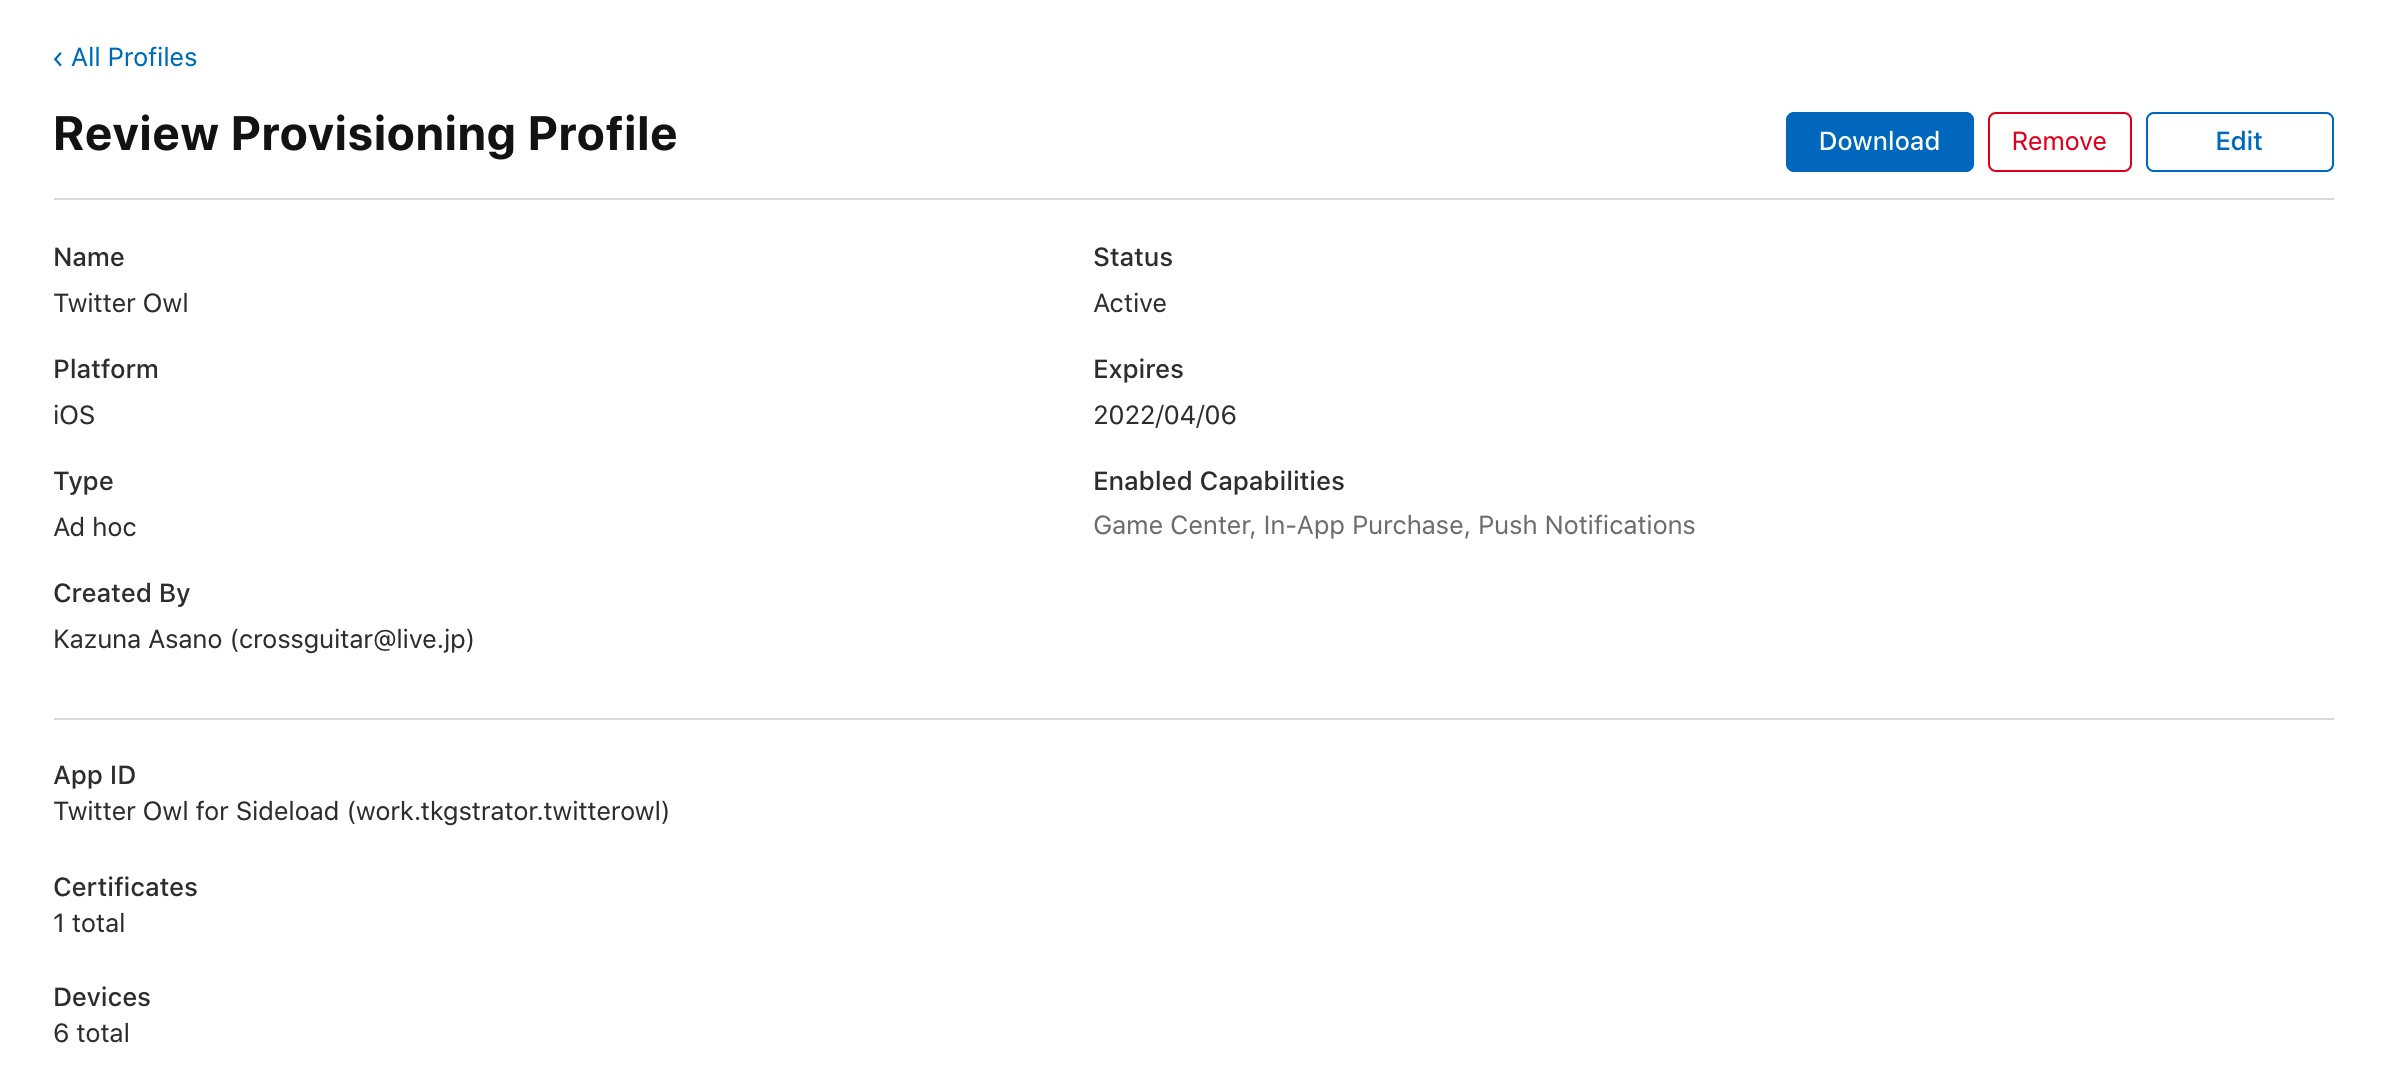 ‹ All Profiles
Review Provisioning Profile
Download
Remove
Edit
Name
Twitter Owl
Platform
iOS
Type
Ad hoc
Created By
Kazuna Asano (crossguitar@live.jp)
Status
Active
Expires
2022/04/06
Enabled Capabilities
Game Center, In-App Purchase, Push Notifications
App ID
Twitter Owl for Sideload (work.tkgstrator.twitterowl)
Certificates
1 total
Devices
6 total